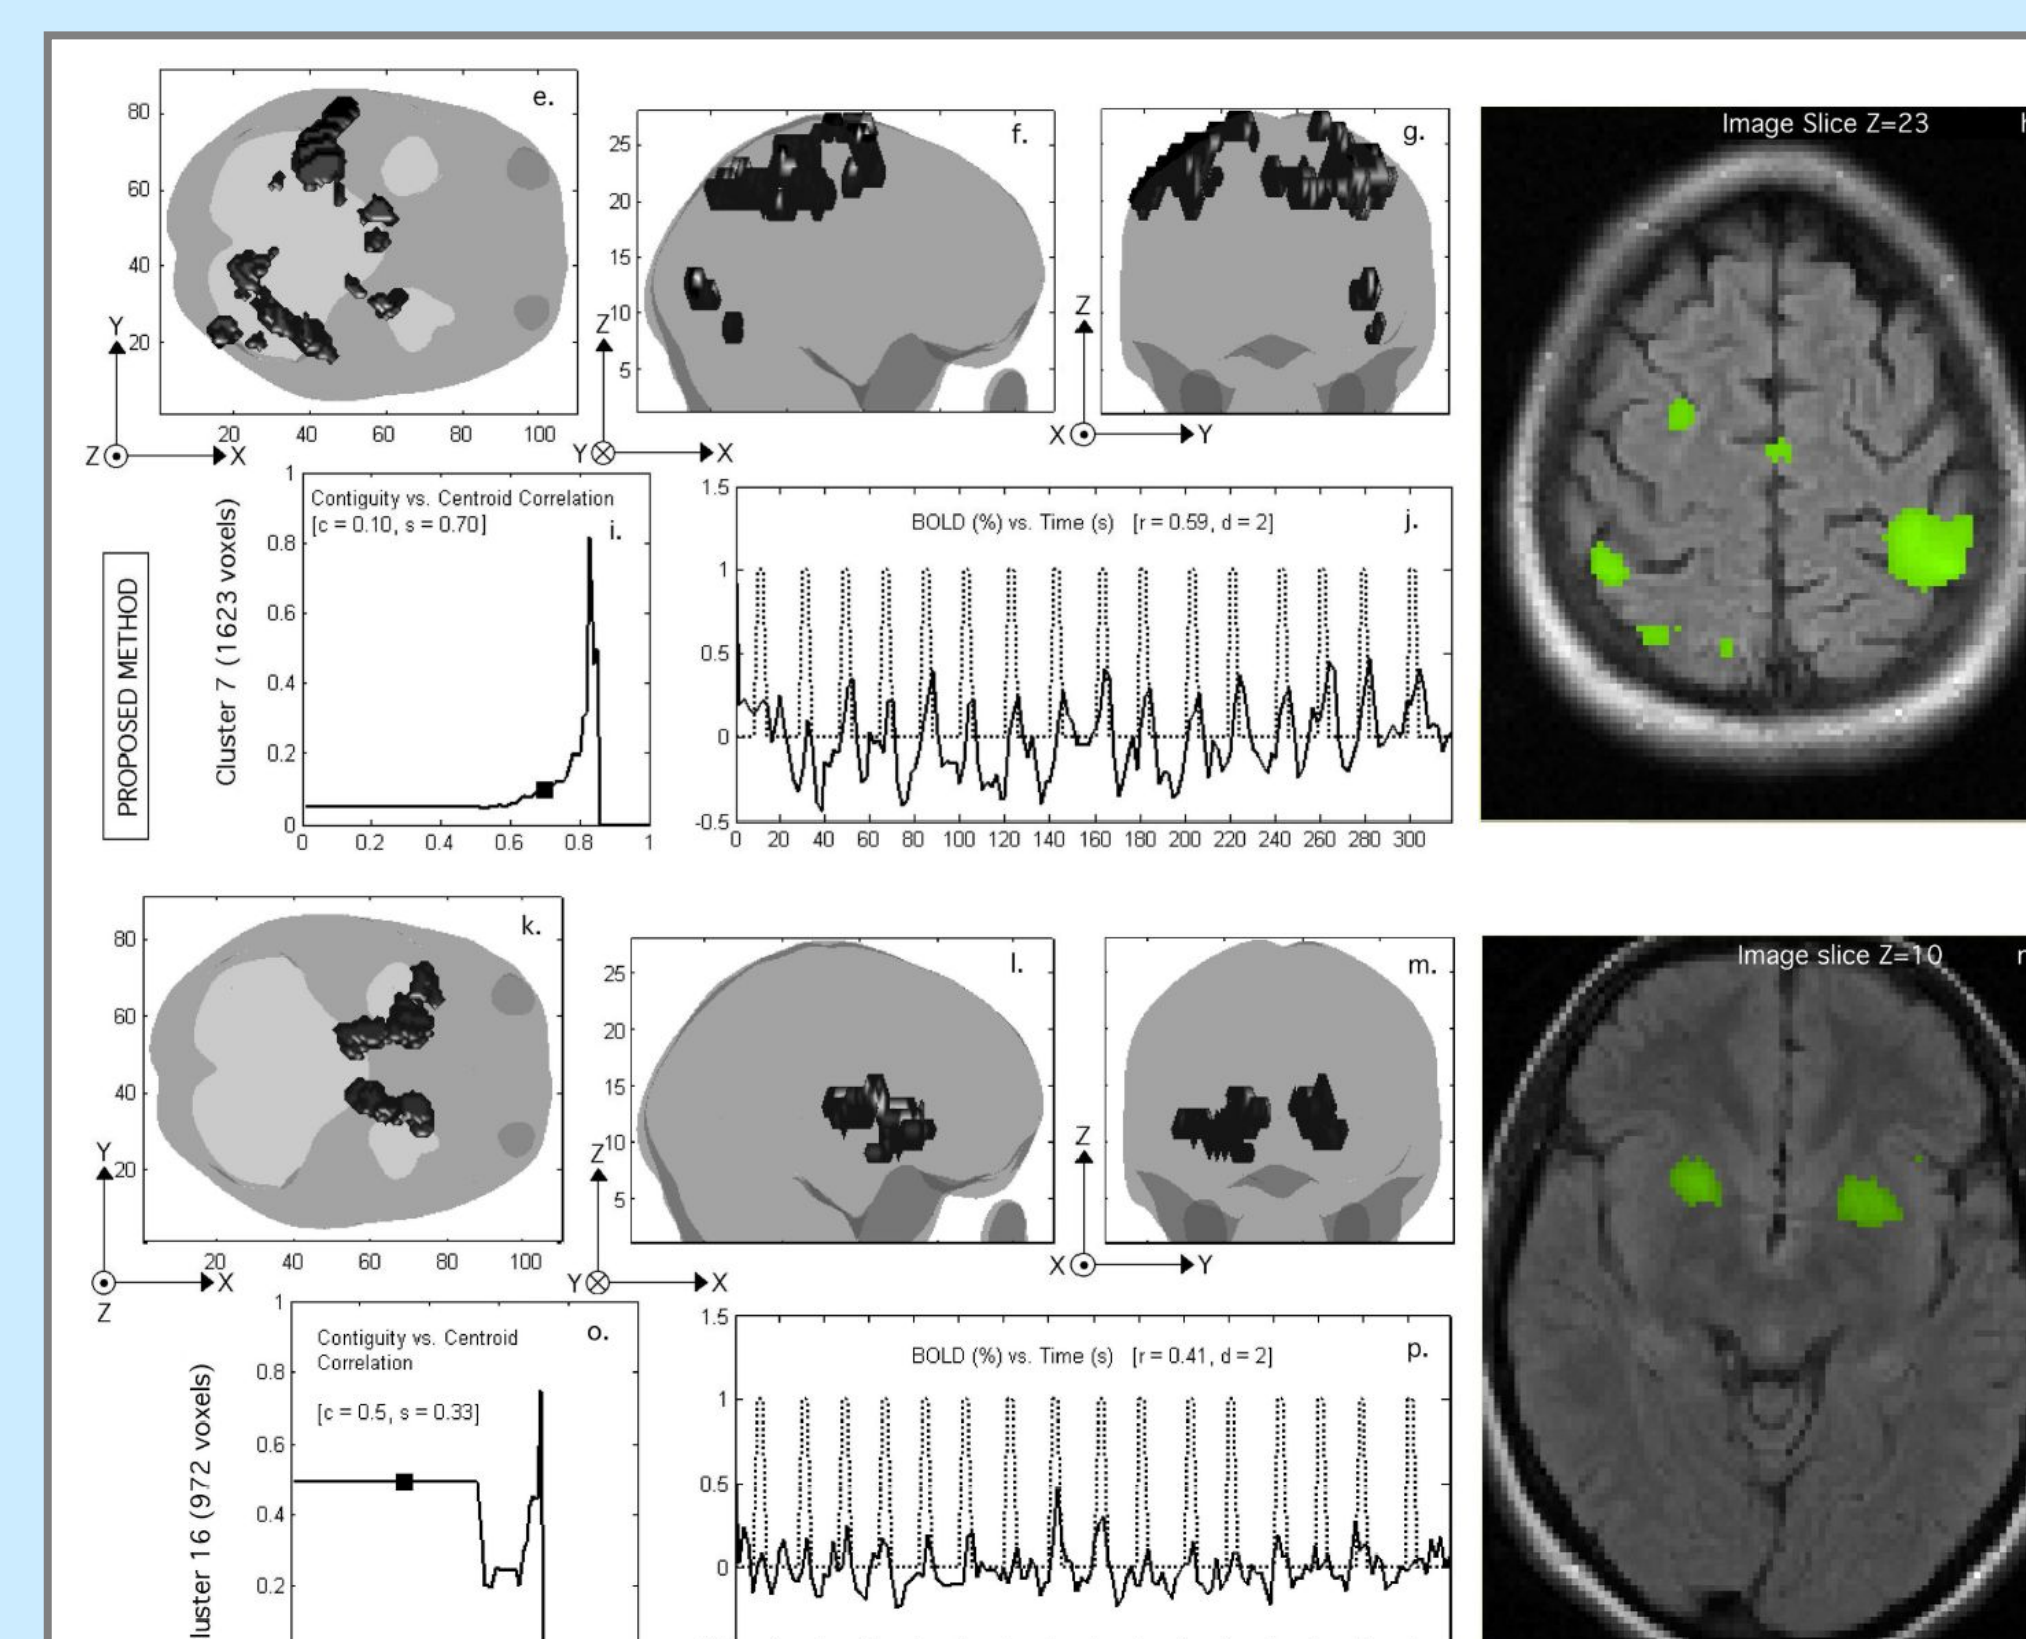 e.
80
60
40
20
20 40 60 80 100
Y
Z X
f.
25
20
15
10
5
Z
Y X
g.
Z
X Y
Image Slice Z=23
PROPOSED METHOD
Cluster 7 (1623 voxels)
Contiguity vs. Centroid Correlation
[c = 0.10, s = 0.70]
i.
1
0.8
0.6
0.4
0.2
0
0 0.2 0.4 0.6 0.8 1
BOLD (%) vs. Time (s) [r = 0.59, d = 2]
j.
1.5
1
0.5
0
-0.5
0 20 40 60 80 100 120 140 160 180 200 220 240 260 280 300
k.
80
60
40
20
20 40 60 80 100
Y
X
Z
l.
25
20
15
10
5
Z
Y X
m.
Z
X Y
Image slice Z=10
luster 16 (972 voxels)
Contiguity vs. Centroid
Correlation
[c = 0.5, s = 0.33]
o.
1
0.8
0.6
0.4
0.2
BOLD (%) vs. Time (s) [r = 0.41, d = 2]
p.
1.5
1
0.5
0